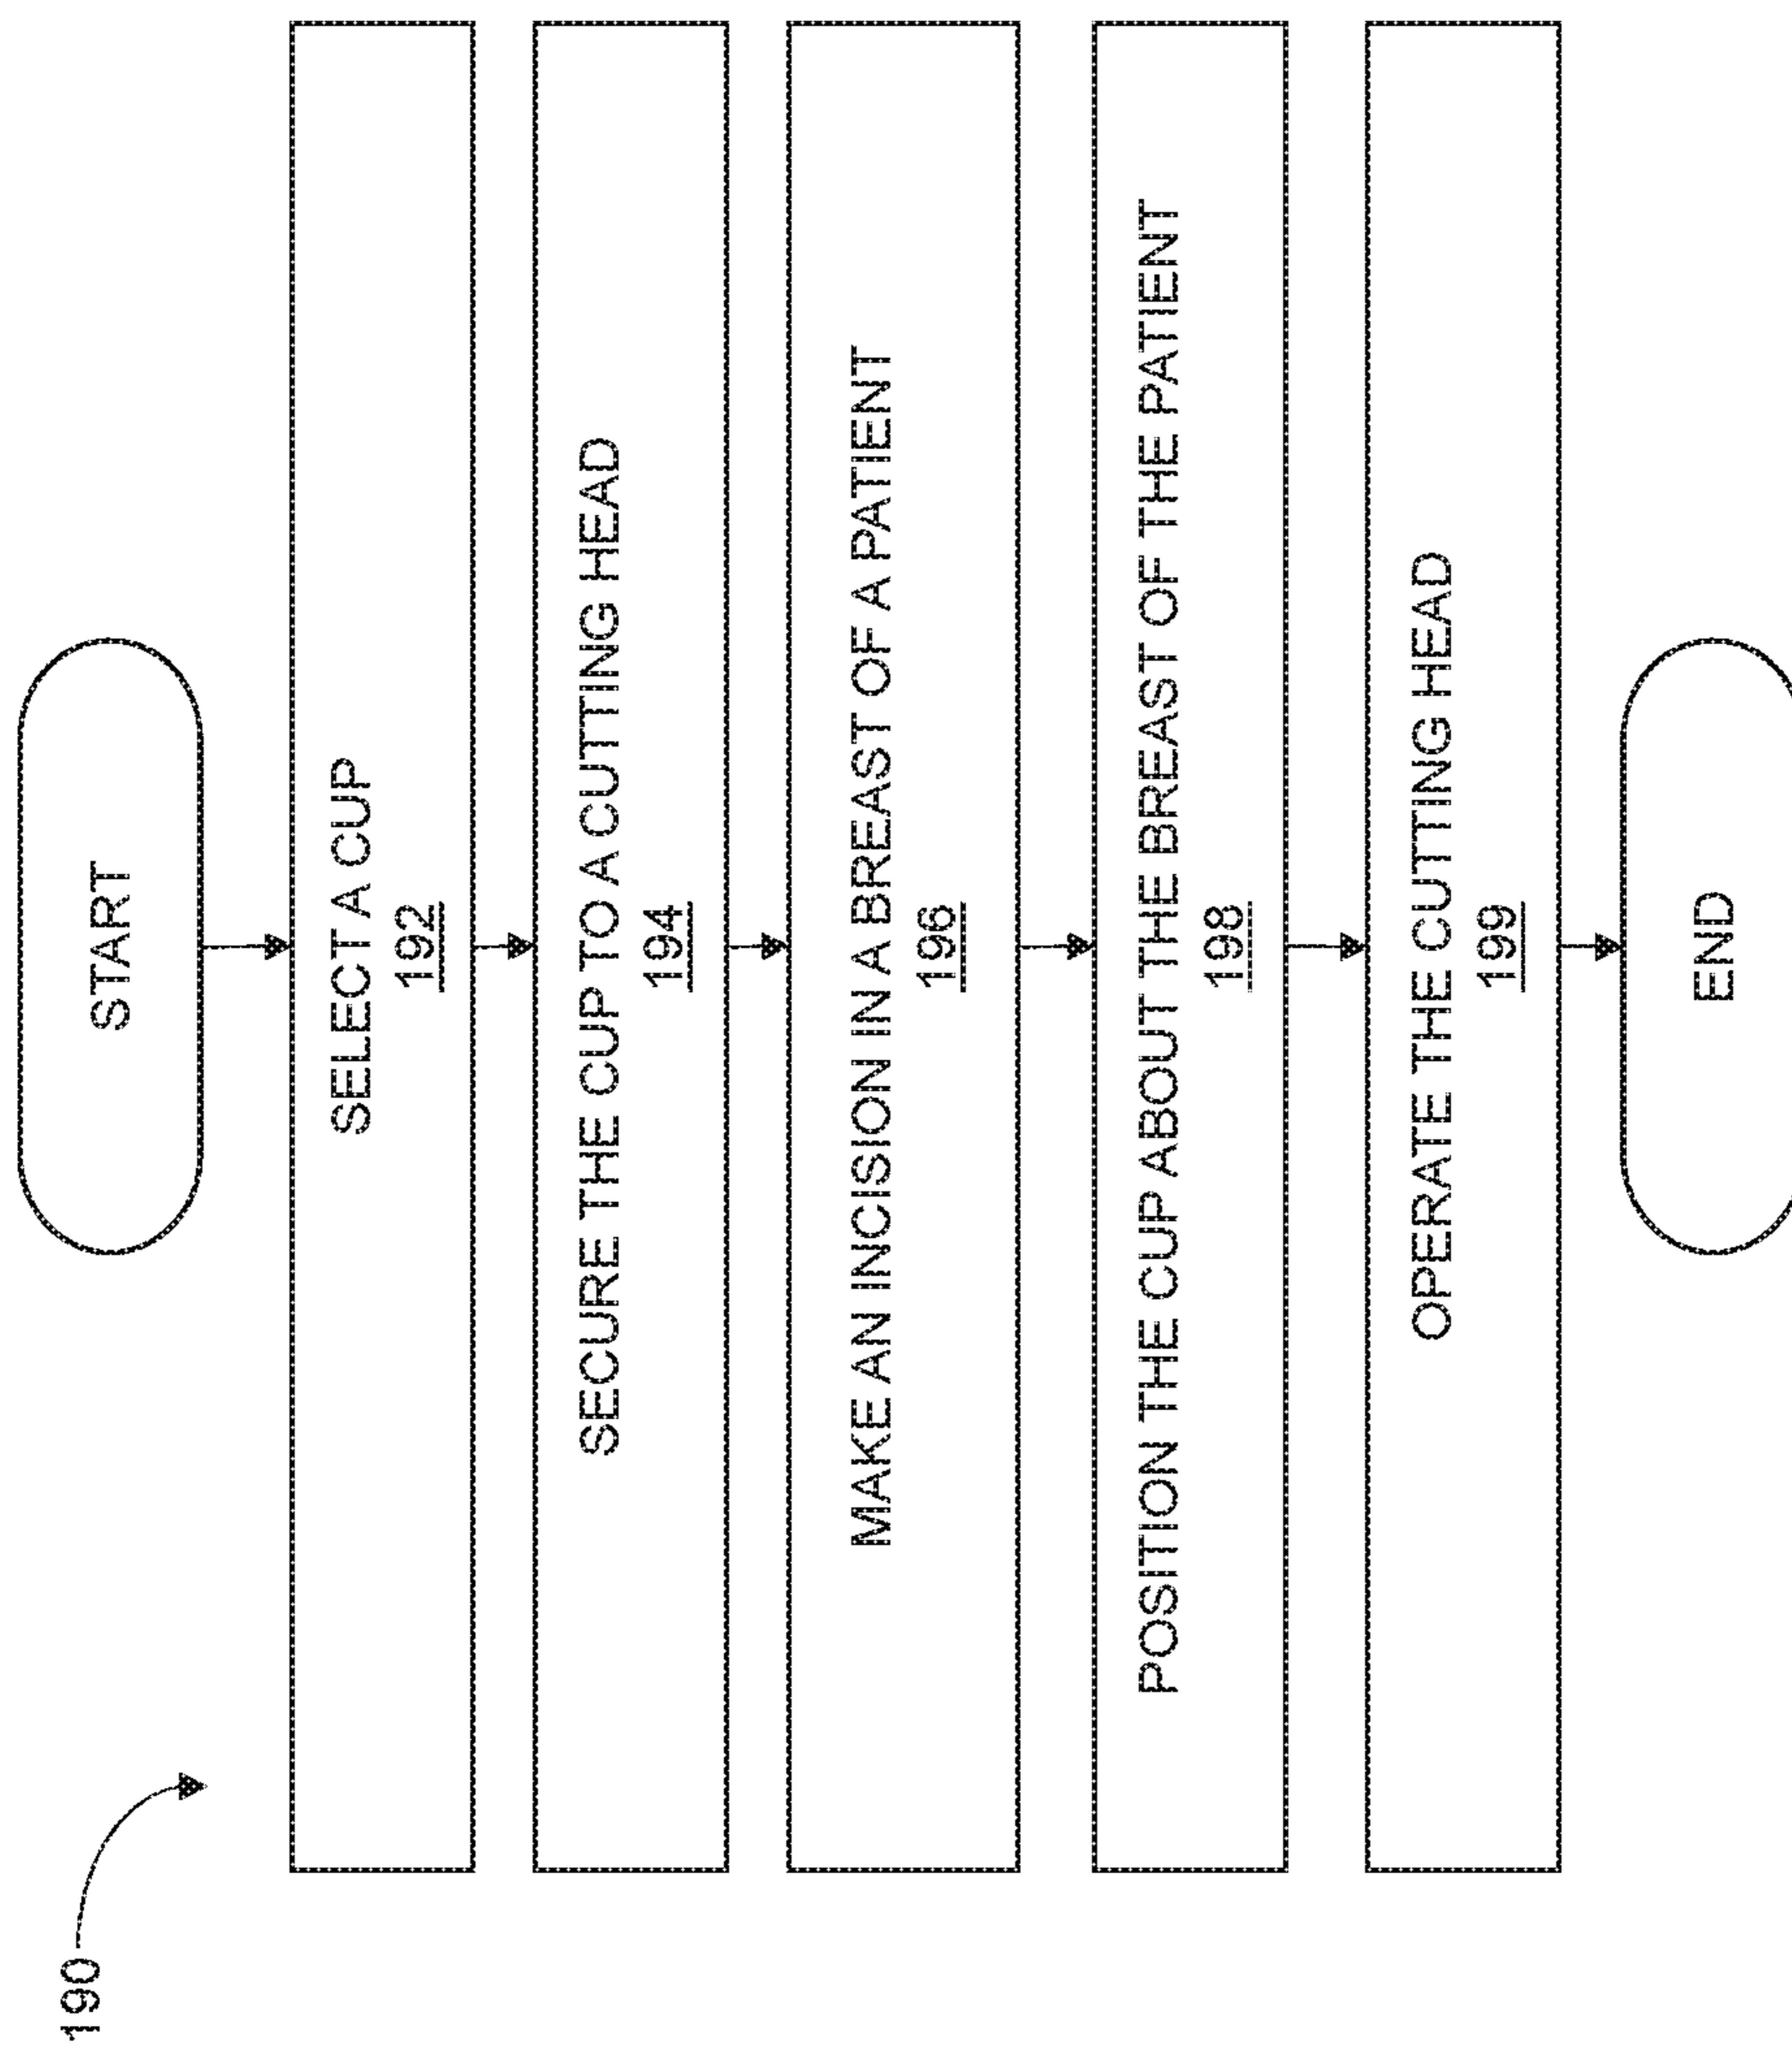 190
START
SELECT A CUP
192
SECURE THE CUP TO A CUTTING HEAD
194
MAKE AN INCISION IN A BREAST OF A PATIENT
196
POSITION THE CUP ABOUT THE BREAST OF THE PATIENT
198
OPERATE THE CUTTING HEAD
199
END